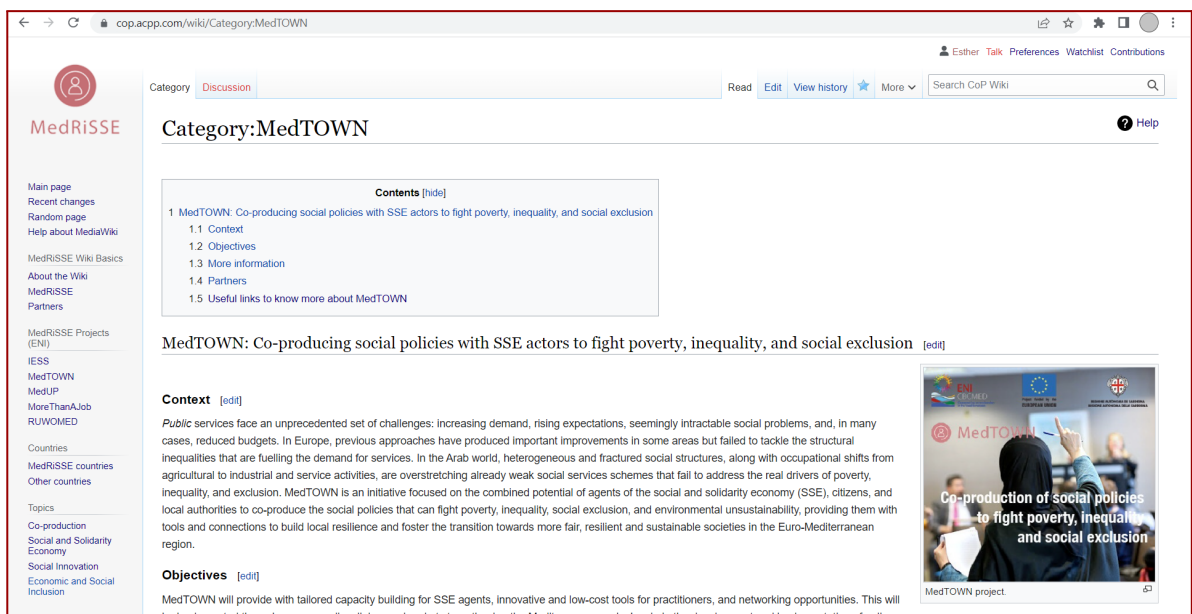 cop.acpp.com/wiki/Category:MedTOWN
Esther Talk Preferences Watchlist Contributions
MedRiSSE
Category Discussion
Read Edit View history More
Search CoP Wiki
Category:MedTOWN
Help
Main page
Recent changes
Random page
Help about MediaWiki
MedRiSSE Wiki Basics
About the Wiki
MedRiSSE
Partners
MedRiSSE Projects
(ENI)
IESS
MedTOWN
MedUP
MoreThanAJob
RUWOMED
Countries
MedRiSSE countries
Other countries
Topics
Co-production
Social and Solidarity
Economy
Social Innovation
Economic and Social
Inclusion
Contents [hide]
1 MedTOWN: Co-producing social policies with SSE actors to fight poverty, inequality, and social exclusion
1.1 Context
1.2 Objectives
1.3 More information
1.4 Partners
1.5 Useful links to know more about MedTOWN
MedTOWN: Co-producing social policies with SSE actors to fight poverty, inequality, and social exclusion [edit]
Context [edit]
Public services face an unprecedented set of challenges: increasing demand, rising expectations, seemingly intractable social problems, and, in many
cases, reduced budgets. In Europe, previous approaches have produced important improvements in some areas but failed to tackle the structural
inequalities that are fuelling the demand for services. In the Arab world, heterogeneous and fractured social structures, along with occupational shifts from
agricultural to industrial and service activities, are overstretching already weak social services schemes that fail to address the real drivers of poverty,
inequality, and exclusion. MedTOWN is an initiative focused on the combined potential of agents of the social and solidarity economy (SSE), citizens, and
local authorities to co-produce the social policies that can fight poverty, inequality, social exclusion, and environmental unsustainability, providing them with
tools and connections to build local resilience and foster the transition towards more fair, resilient and sustainable societies in the Euro-Mediterranean
region.
Objectives [edit]
MedTOWN will provide with tailored capacity building for SSE agents, innovative and low-cost tools for practitioners, and networking opportunities. This will
ENI
CBCMED
EUROPEAN UNION
MedTOWN
Co-production of social policies
to fight poverty, inequality
and social exclusion
MedTOWN project.